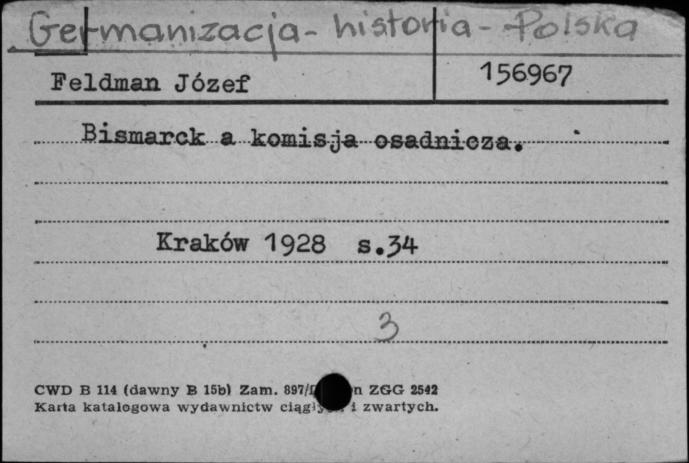 Germanizacja - historia - Polska
Feldman Józef 156967
Bismarck a komisja osadnicza.
Kraków 1928 s.34
3
CWD B 114 (dawny B 15b) Zam. 897/ n ZGG 2542
Karta katalogowa wydawnictw i zwartych.